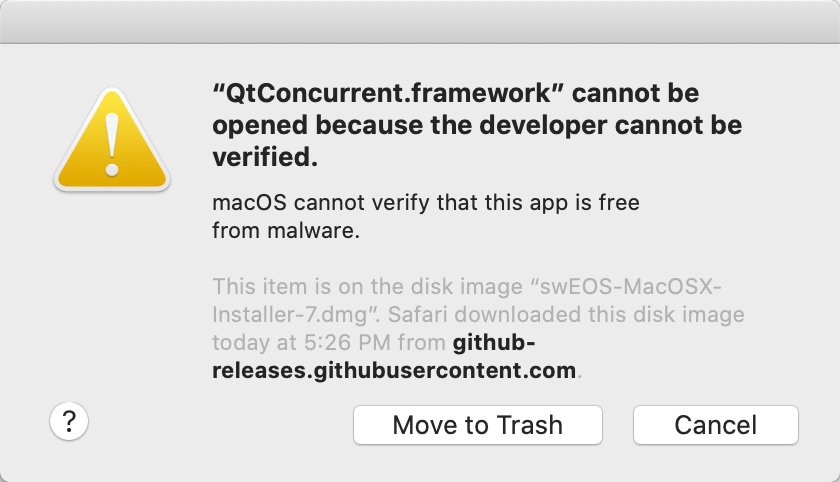 “QtConcurrent.framework” cannot be
opened because the developer cannot be
verified.
macOS cannot verify that this app is free
from malware.
This item is on the disk image “swEOS-MacOSX-
Installer-7.dmg”. Safari downloaded this disk image
today at 5:26 PM from github-
releases.githubusercontent.com.
?
Move to Trash
Cancel